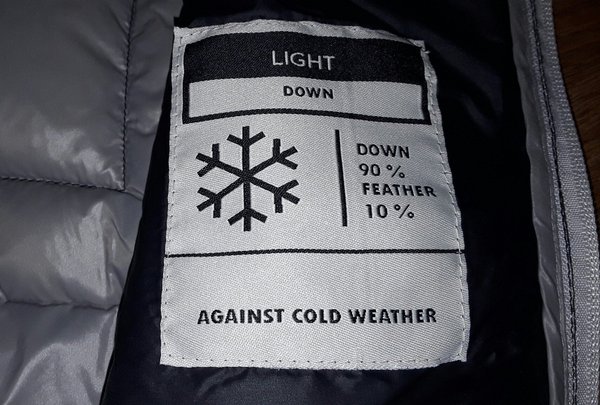 LIGHT
DOWN
DOWN
90 %
FEATHER
10 %
AGAINST COLD WEATHER